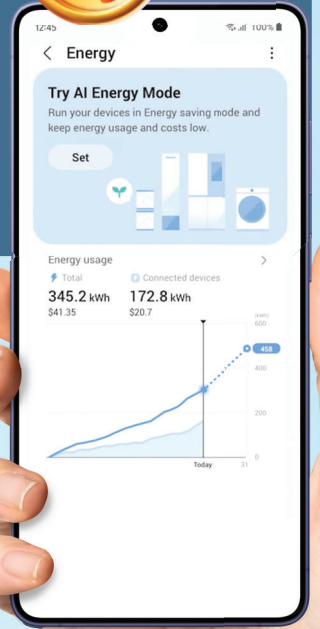 12:45
100%
Energy
Try AI Energy Mode
Run your devices in Energy saving mode and
keep energy usage and costs low.
Set
Energy usage
Total
Connected devices
345.2 kWh
172.8 kWh
$41.35
$20.7
(kWh)
600
458
400
200
0
Today
31